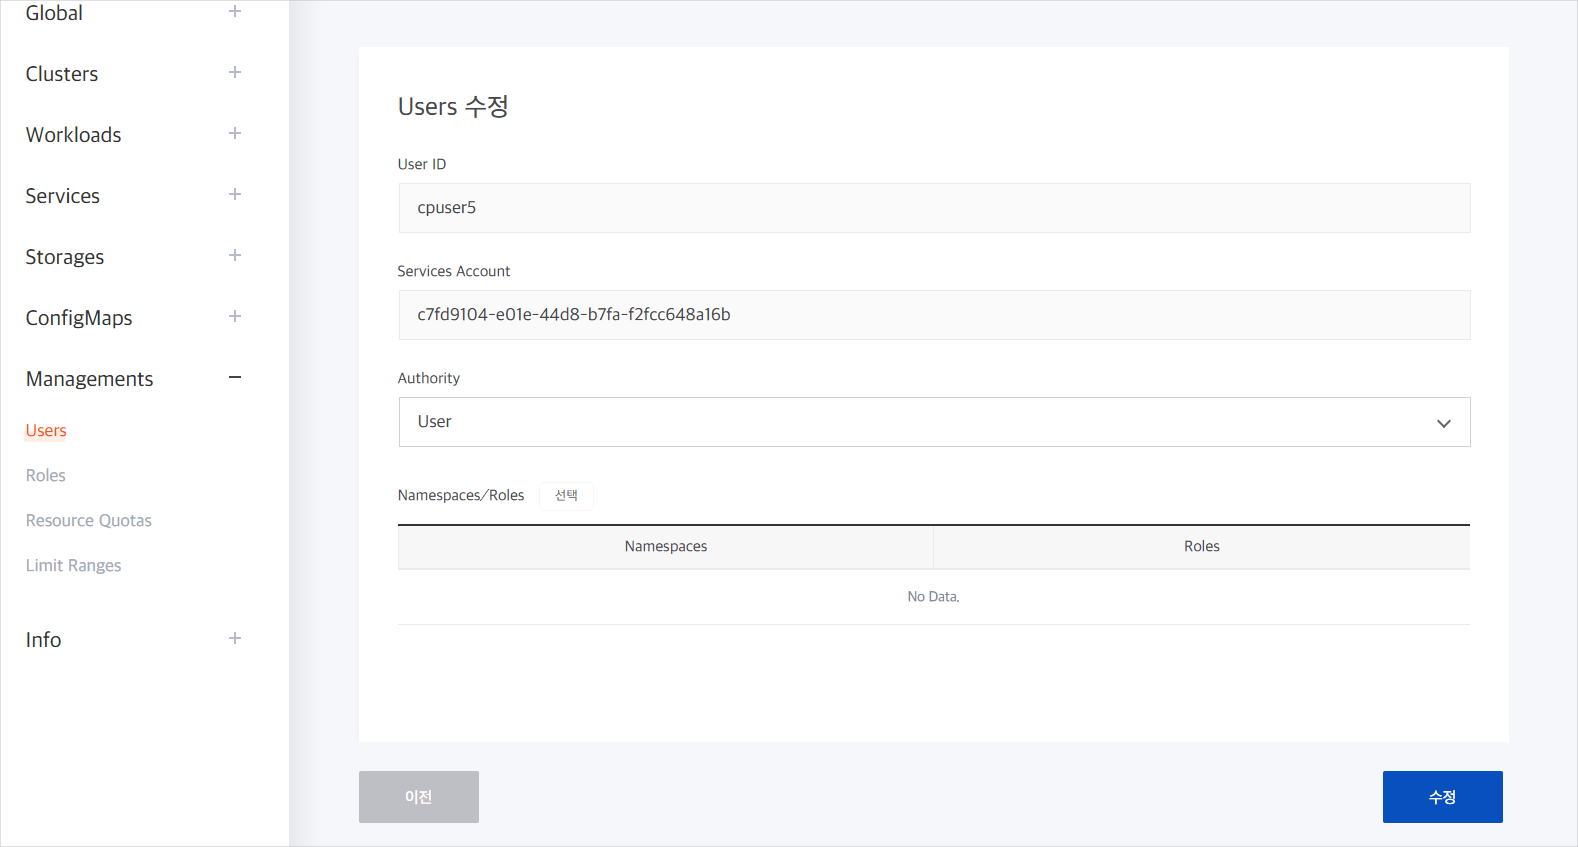 Global
Clusters
Workloads
Services
Storages
ConfigMaps
Managements
Users
Roles
Resource Quotas
Limit Ranges
Info
Users 수정
User ID
cpuser5
Services Account
c7fd9104-e01e-44d8-b7fa-f2fcc648a16b
Authority
User
Namespaces/Roles 선택
Namespaces Roles
No Data.
이전 수정